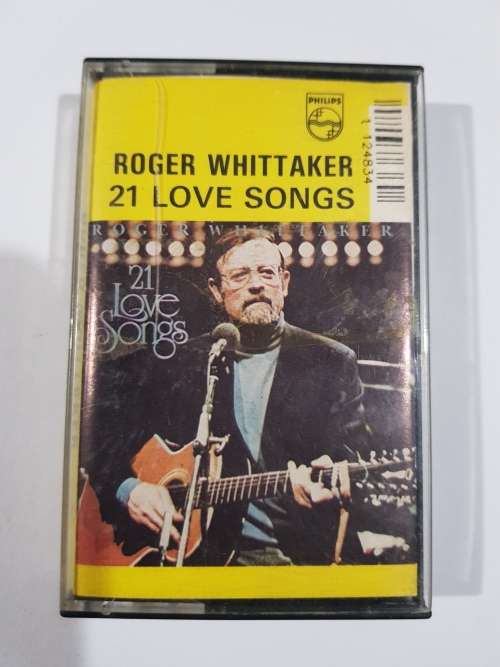 PHILIPS
1 124834
ROGER WHITTAKER
21 LOVE SONGS
ROGER WHITTAKER
21
Love
Songs